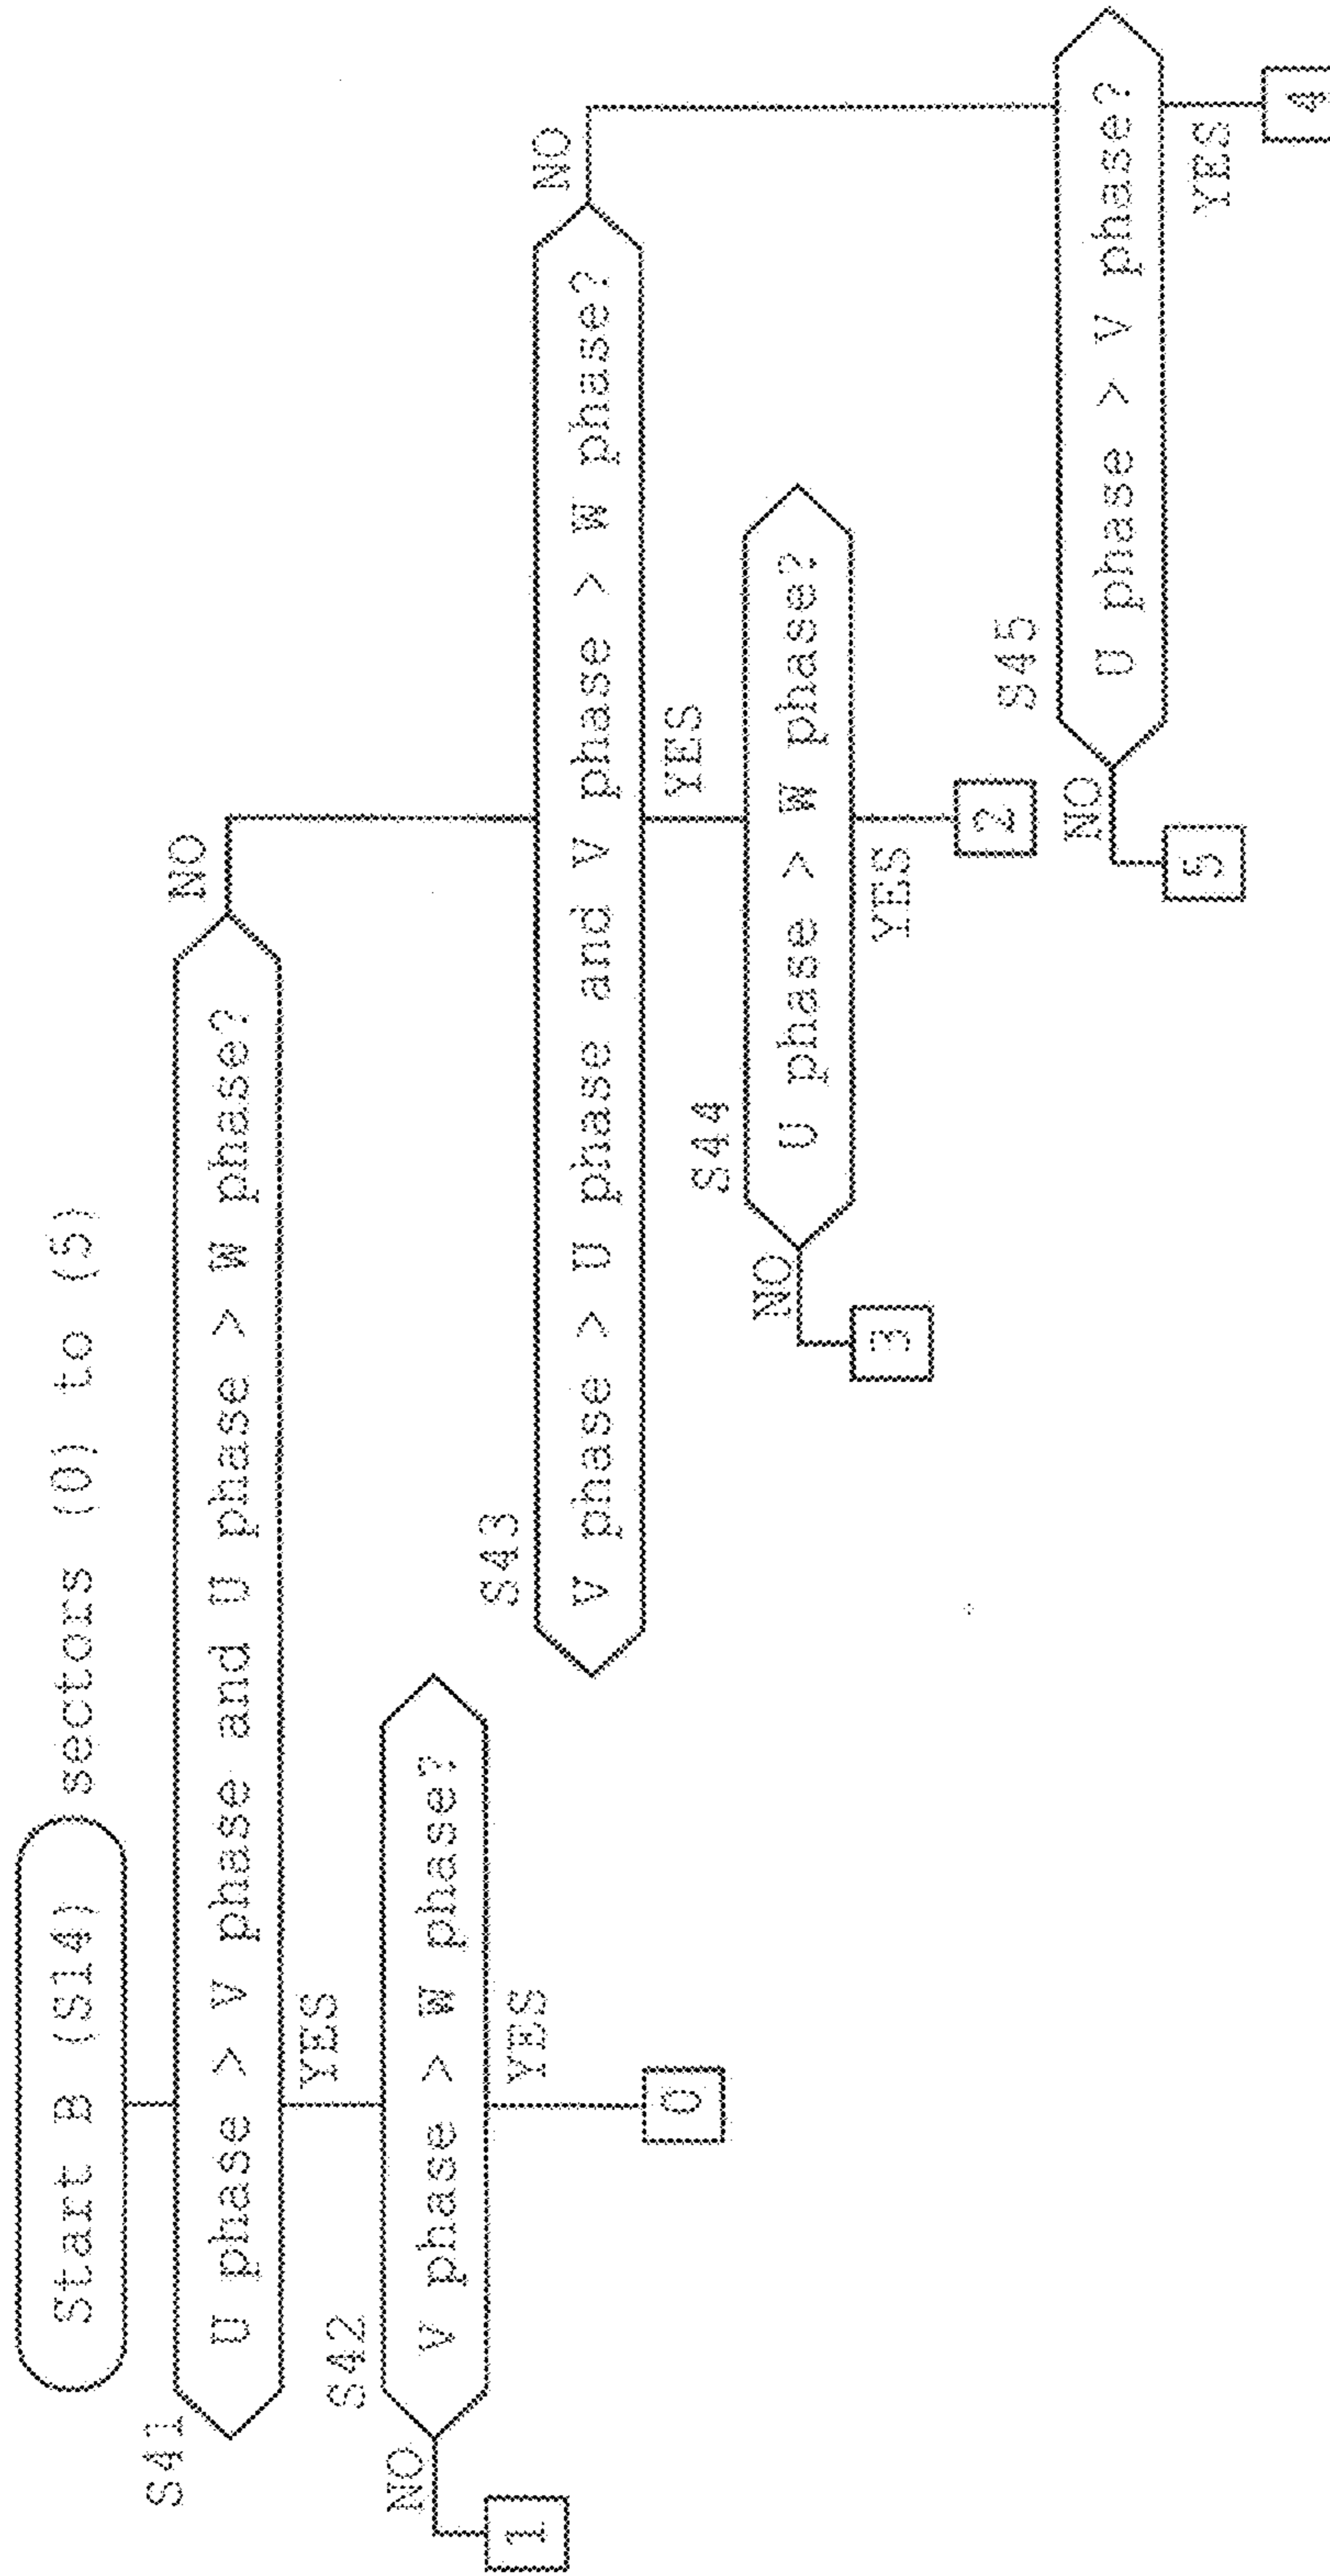 Start B (S14) sectors (0) to (5)
S41
U phase > V phase and U phase > W phase?
NO
YES
S42
V phase > W phase?
NO
YES
1
0
S43
V phase > U phase and V phase > W phase?
NO
YES
S44
U phase > W phase?
NO
YES
3
2
S45
U phase > V phase?
NO
YES
5
4